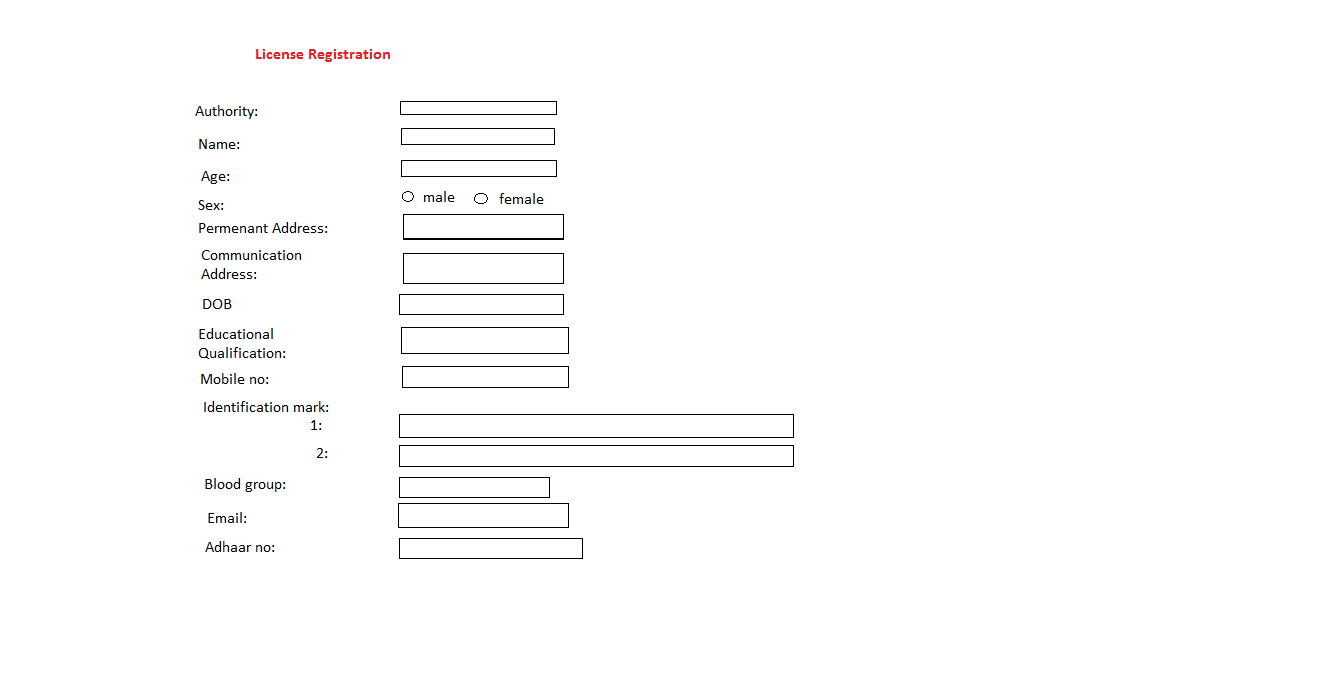 License Registration
Authority:
Name:
Age:
Sex: male female
Permenant Address:
Communication
Address:
DOB
Educational
Qualification:
Mobile no:
Identification mark:
1:
2:
Blood group:
Email:
Adhaar no: